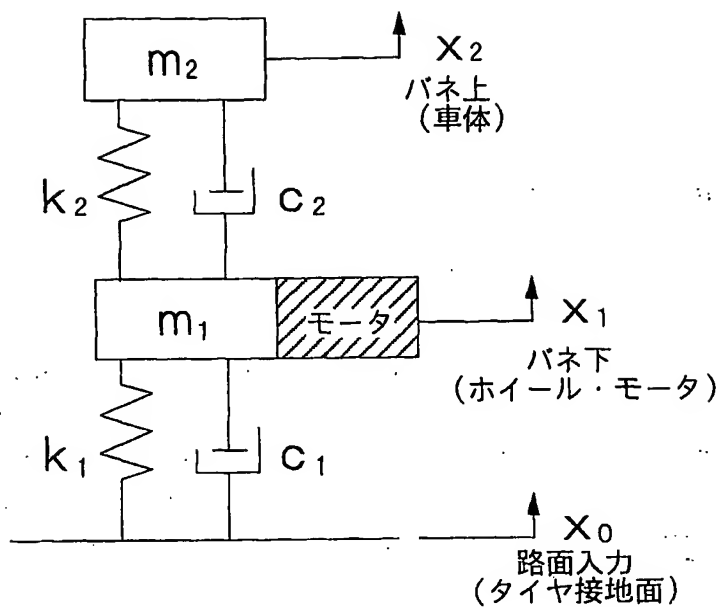 m₂
x₂
バネ上
(車体)
k₂
c₂
m₁
モータ
x₁
バネ下
(ホイール・モータ)
k₁
c₁
x₀
路面入力
(タイヤ接地面)